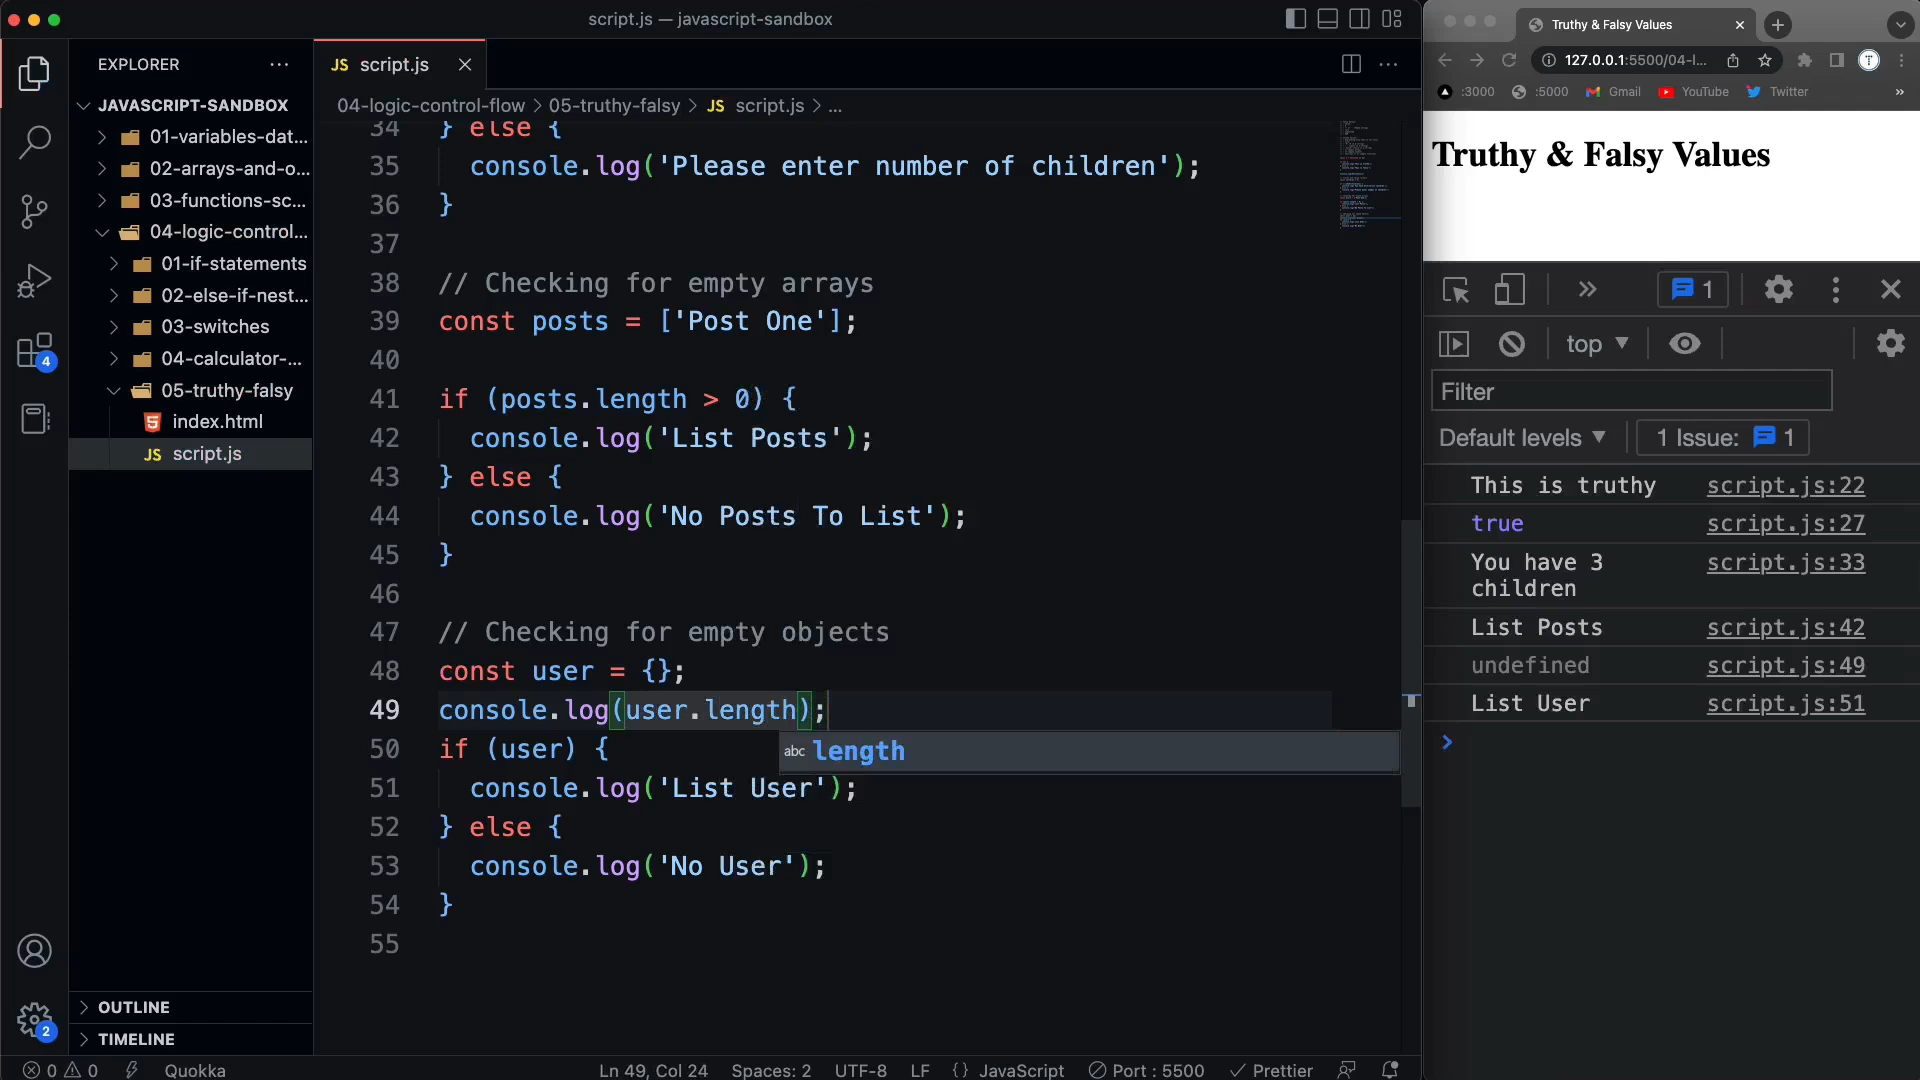 script.js — javascript-sandbox
EXPLORER
JAVASCRIPT-SANDBOX
01-variables-dat...
02-arrays-and-o...
03-functions-sc...
04-logic-control...
01-if-statements
02-else-if-nest...
03-switches
04-calculator-...
05-truthy-falsy
index.html
JS script.js
OUTLINE
TIMELINE
4
2
JS script.js
04-logic-control-flow > 05-truthy-falsy > JS script.js > ...
34 } else {
35 console.log('Please enter number of children');
36 }
37
38 // Checking for empty arrays
39 const posts = ['Post One'];
40
41 if (posts.length > 0) {
42 console.log('List Posts');
43 } else {
44 console.log('No Posts To List');
45 }
46
47 // Checking for empty objects
48 const user = {};
49 console.log(user.length);
50 if (user) {
abc length
51 console.log('List User');
52 } else {
53 console.log('No User');
54 }
55
0 0 Quokka Ln 49, Col 24 Spaces: 2 UTF-8 LF {} JavaScript Port : 5500 Prettier
Truthy & Falsy Values
127.0.0.1:5500/04-l...
T
:3000 :5000 Gmail YouTube Twitter »
Truthy & Falsy Values
1
top
Filter
Default levels 1 Issue: 1
This is truthy script.js:22
true script.js:27
You have 3 script.js:33
children
List Posts script.js:42
undefined script.js:49
List User script.js:51